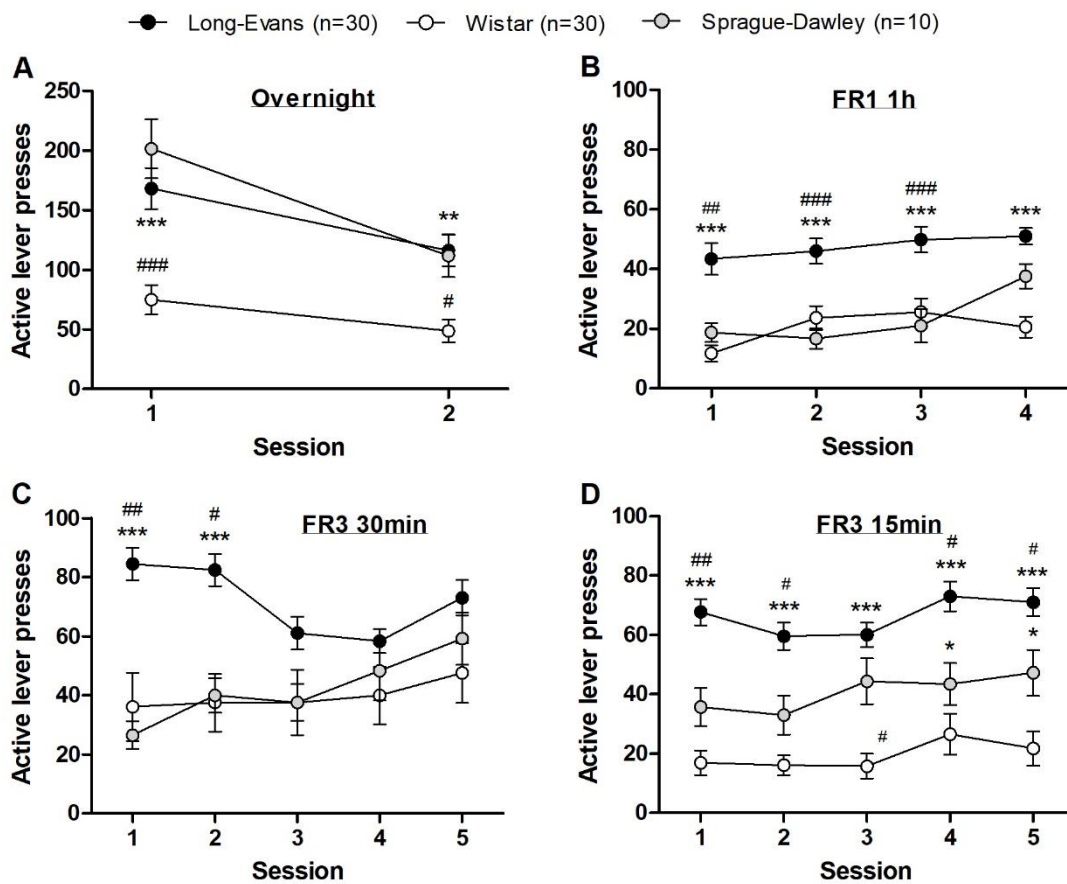 Long-Evans (n=30) Wistar (n=30) Sprague-Dawley (n=10)
A
Overnight
Active lever presses
250
200
150
100
50
0
***
###
**
#
1 2
Session
B
FR1 1h
Active lever presses
100
80
60
40
20
0
## ### ###
*** *** *** ***
1 2 3 4
Session
C
FR3 30min
Active lever presses
100
80
60
40
20
0
## #
*** ***
1 2 3 4 5
Session
D
FR3 15min
Active lever presses
100
80
60
40
20
0
## # # #
*** *** *** *** ***
* *
#
1 2 3 4 5
Session